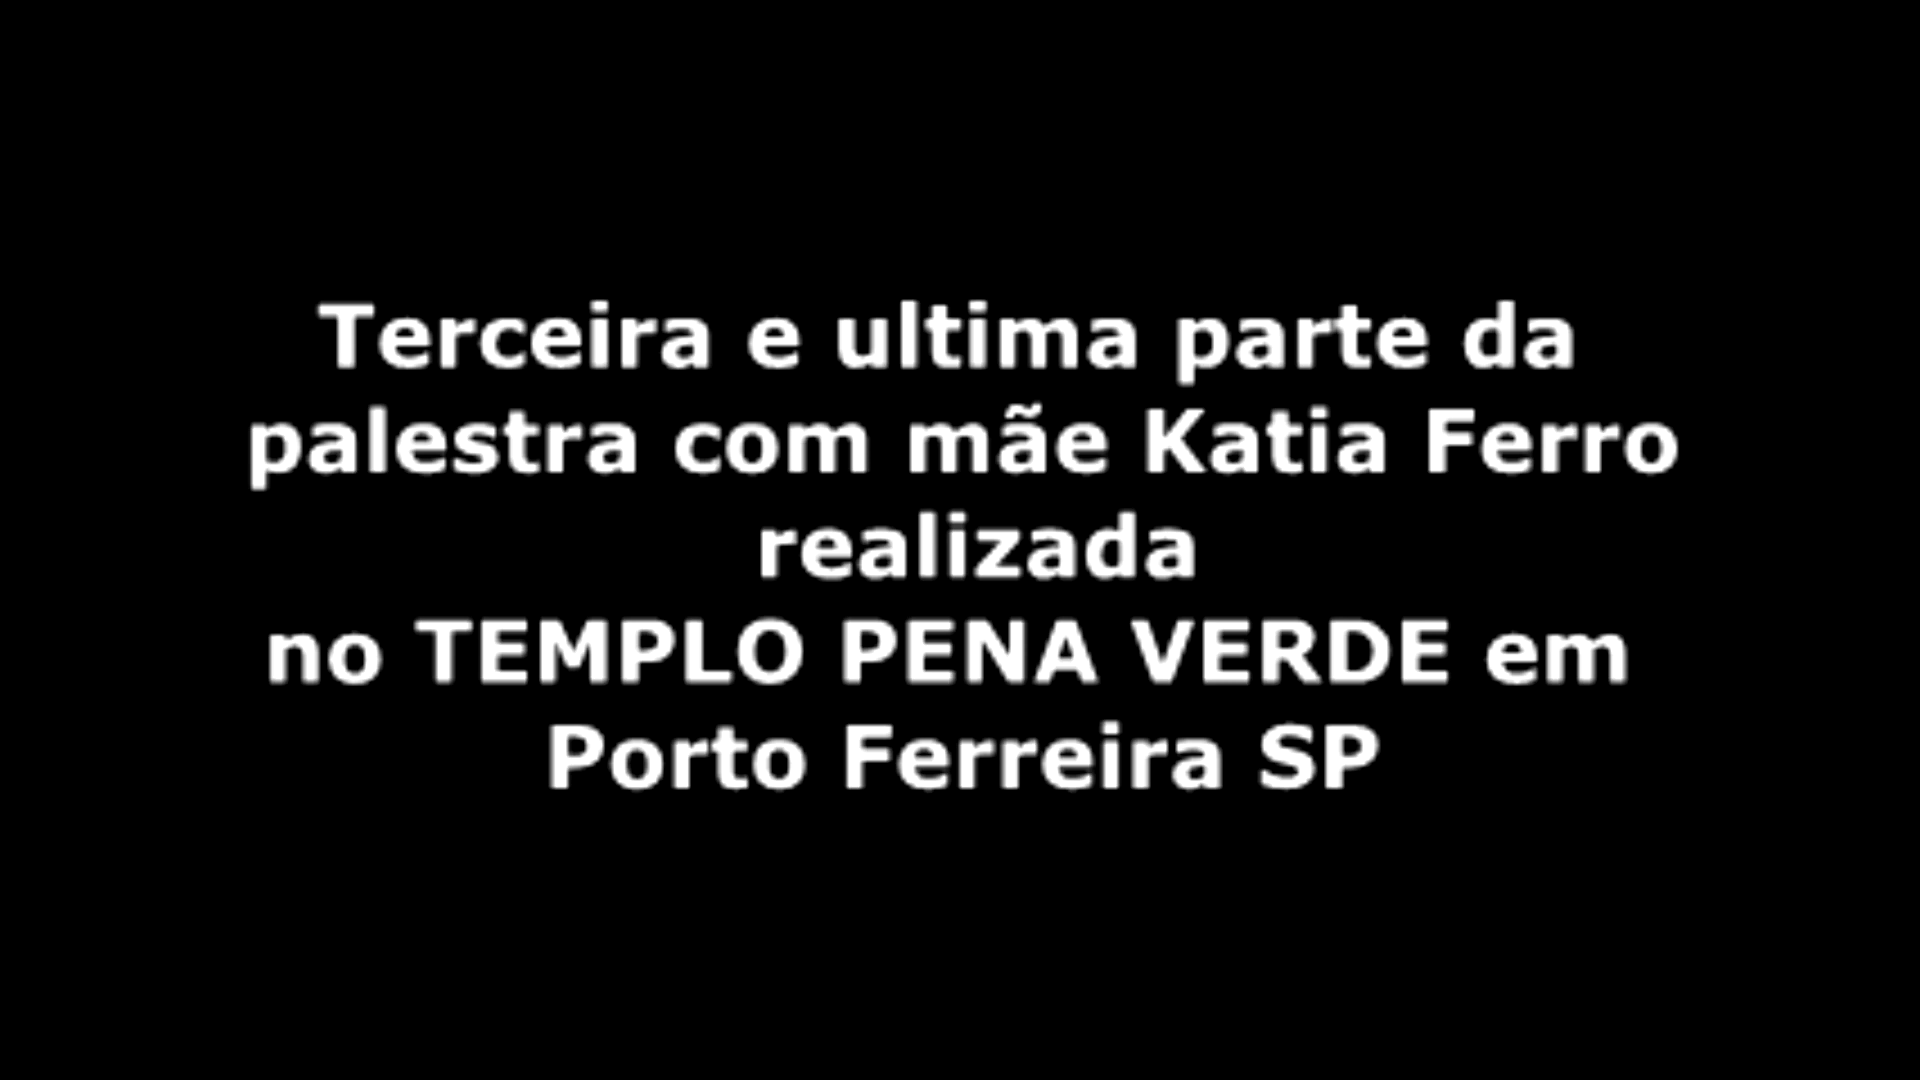 Terceira e ultima parte da
palestra com mãe Katia Ferro
realizada
no TEMPLO PENA VERDE em
Porto Ferreira SP